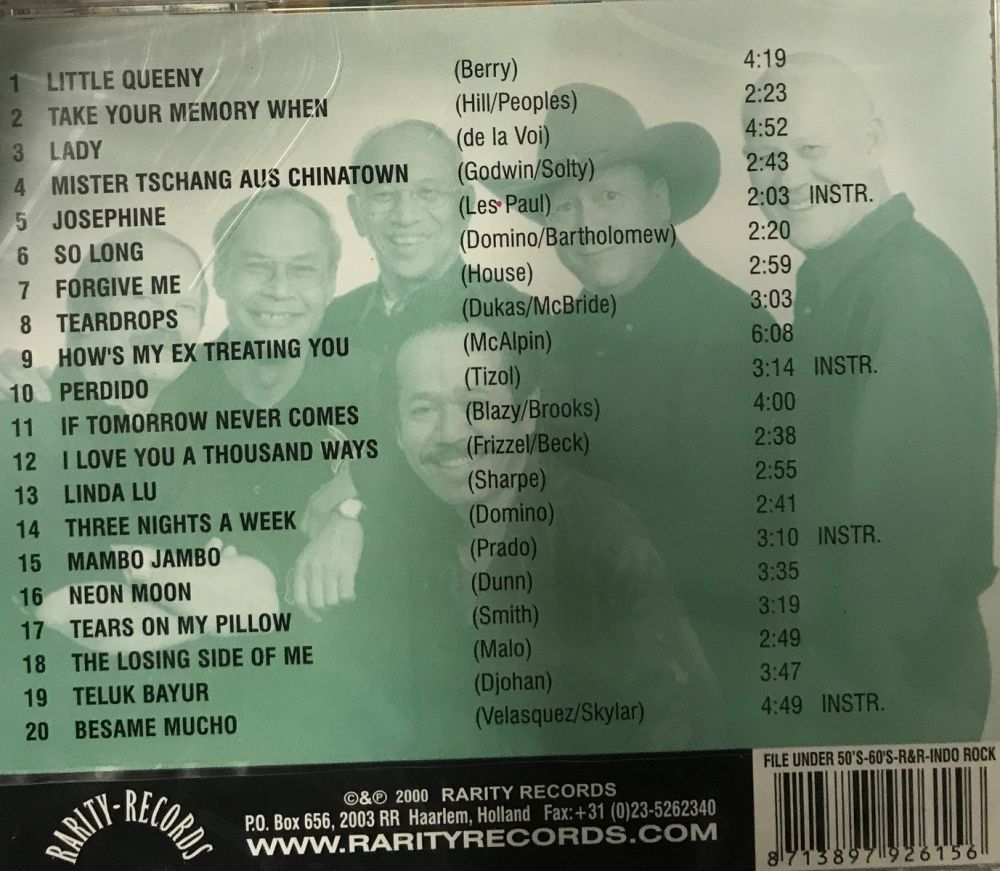 1 LITTLE QUEENY (Berry) 4:19
2 TAKE YOUR MEMORY WHEN (Hill/Peoples) 2:23
3 LADY (de la Voi) 4:52
4 MISTER TSCHANG AUS CHINATOWN (Godwin/Solty) 2:43
5 JOSEPHINE (Les Paul) 2:03 INSTR.
6 SO LONG (Domino/Bartholomew) 2:20
7 FORGIVE ME (House) 2:59
8 TEARDROPS (Dukas/McBride) 3:03
9 HOW'S MY EX TREATING YOU (McAlpin) 6:08
10 PERDIDO (Tizol) 3:14 INSTR.
11 IF TOMORROW NEVER COMES (Blazy/Brooks) 4:00
12 I LOVE YOU A THOUSAND WAYS (Frizzel/Beck) 2:38
13 LINDA LU (Sharpe) 2:55
14 THREE NIGHTS A WEEK (Domino) 2:41
15 MAMBO JAMBO (Prado) 3:10 INSTR.
16 NEON MOON (Dunn) 3:35
17 TEARS ON MY PILLOW (Smith) 3:19
18 THE LOSING SIDE OF ME (Malo) 2:49
19 TELUK BAYUR (Djohan) 3:47
20 BESAME MUCHO (Velasquez/Skylar) 4:49 INSTR.
RARITY-RECORDS
©&℗ 2000 RARITY RECORDS
P.O. Box 656, 2003 RR Haarlem, Holland Fax:+31 (0)23-5262340
WWW.RARITYRECORDS.COM
FILE UNDER 50'S-60'S-R&R-INDO ROCK
8 713897 926156